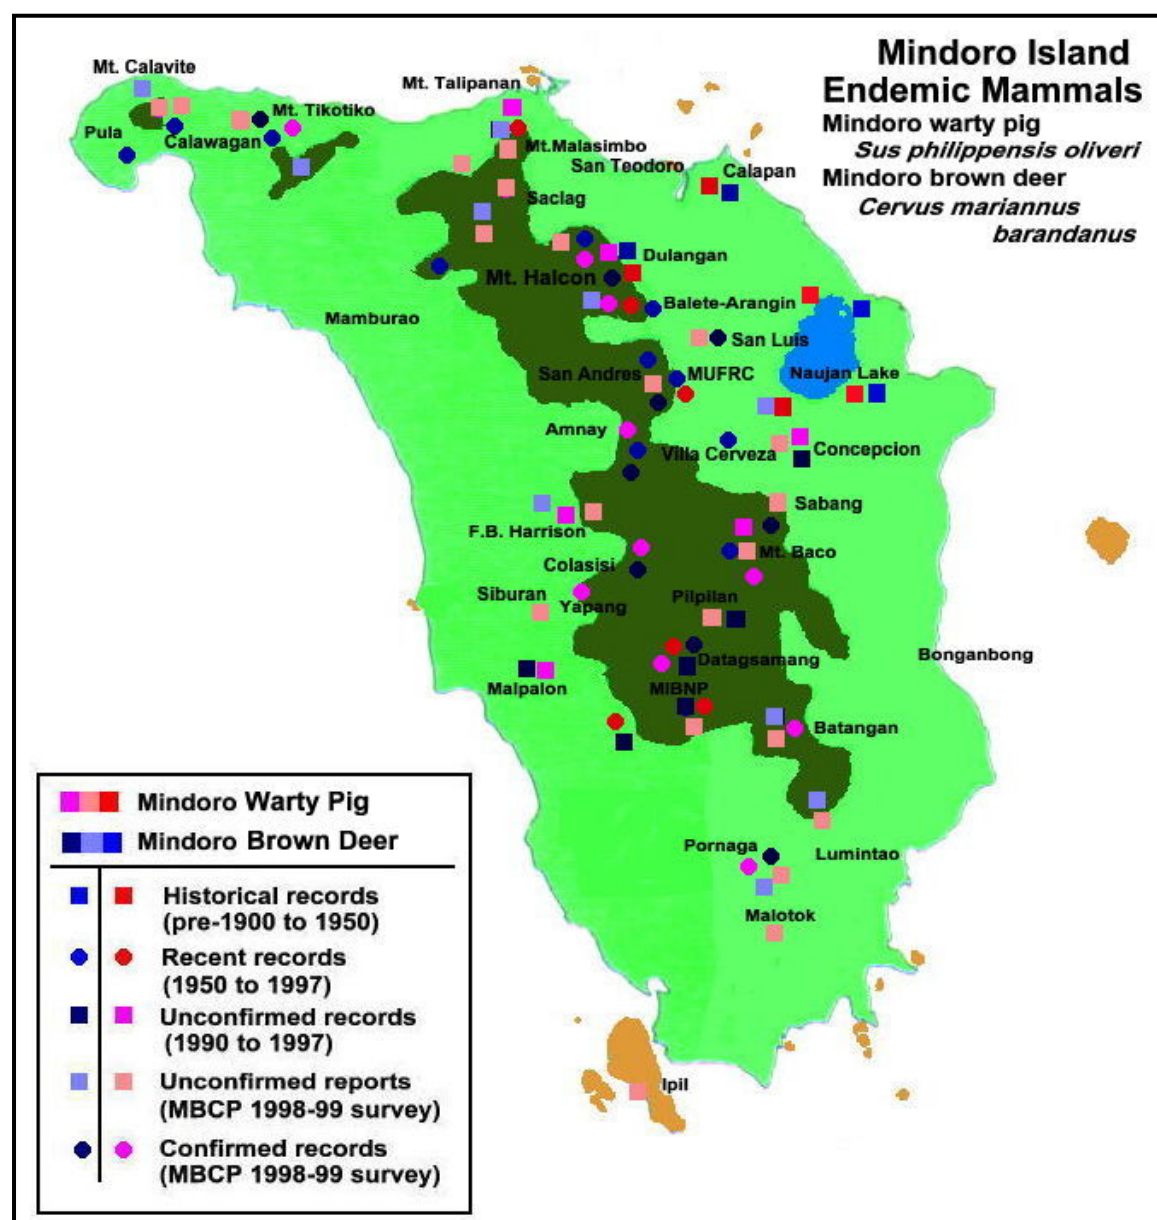 Mindoro Island
Endemic Mammals
Mindoro warty pig
Sus philippensis oliveri
Mindoro brown deer
Cervus mariannus
barandanus
Mt. Calavite
Mt. Talipanan
Mt. Tikotiko
Pula
Calawagan
Mt.Malasimbo
San Teodoro
Calapan
Saclag
Dulangan
Mt. Halcon
Balete-Arangin
Mamburao
San Luis
San Andres
MUFRC
Naujan Lake
Amnay
Villa Cerveza
Concepcion
Sabang
F.B. Harrison
Mt. Baco
Colasisi
Siburan
Yapang
Pilpilan
Datagsamang
Bonganbong
Malpalon
MIBNP
Batangan
Pornaga
Lumintao
Malotok
Ipil
Mindoro Warty Pig
Mindoro Brown Deer
Historical records
(pre-1900 to 1950)
Recent records
(1950 to 1997)
Unconfirmed records
(1990 to 1997)
Unconfirmed reports
(MBCP 1998-99 survey)
Confirmed records
(MBCP 1998-99 survey)